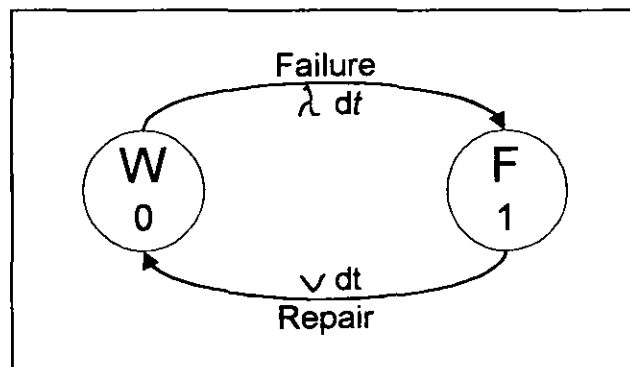 Failure
λ dt
W
0
F
1
ν dt
Repair